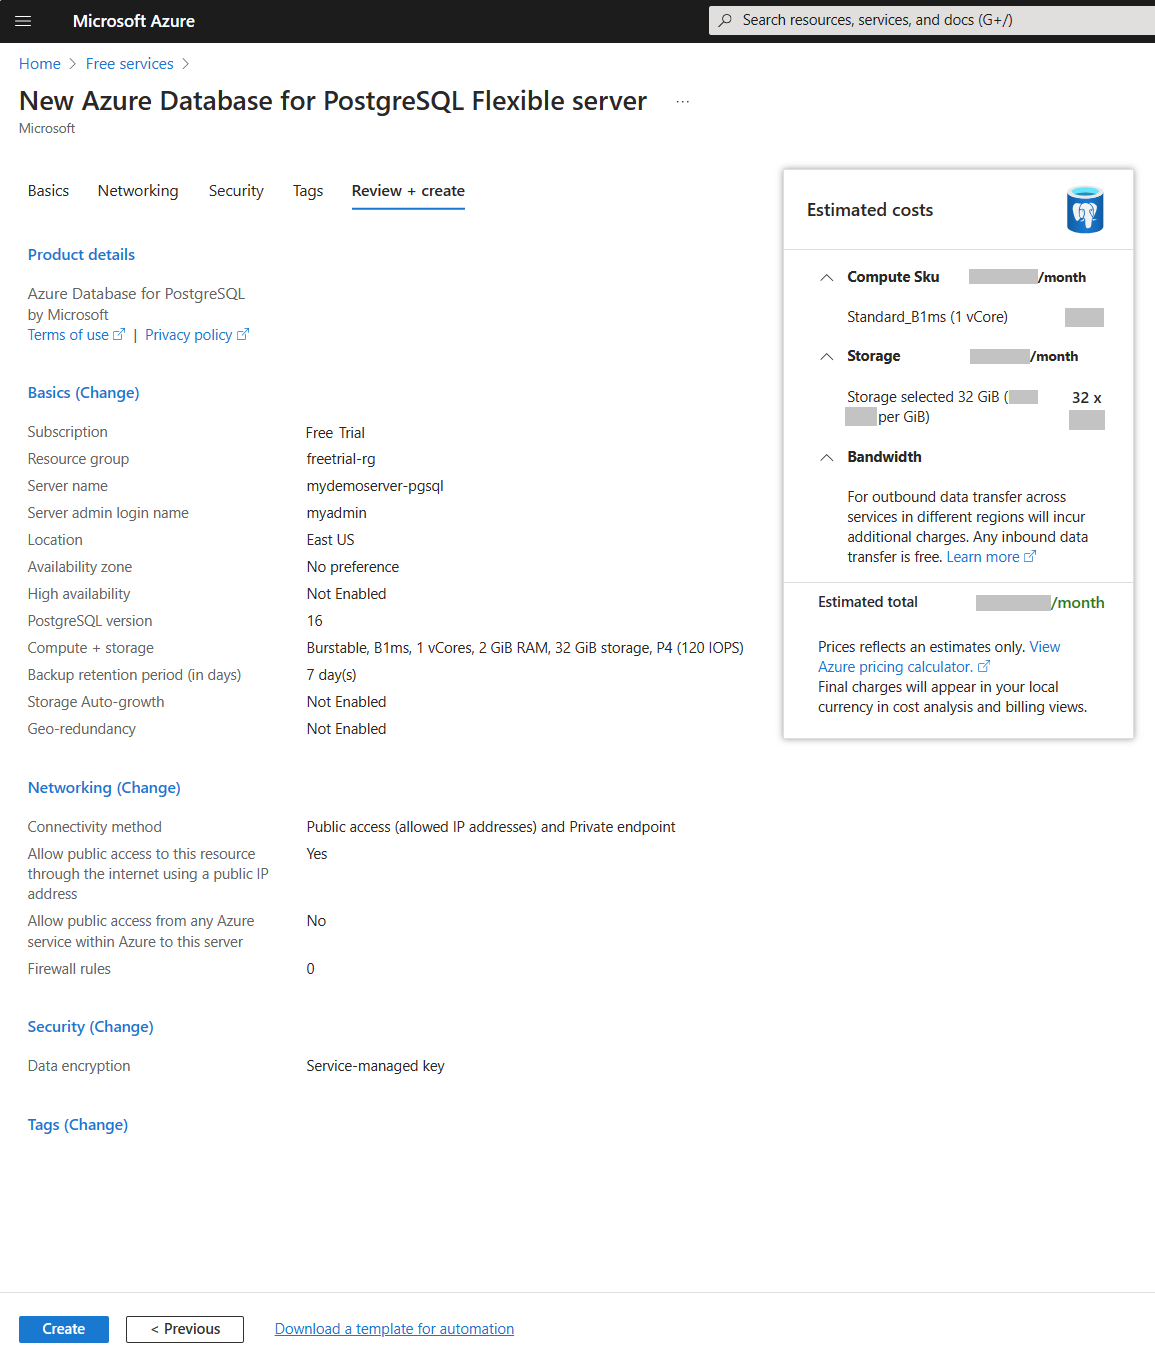 Microsoft Azure
Search resources, services, and docs (G+/)
Home > Free services >
New Azure Database for PostgreSQL Flexible server ...
Microsoft
Basics Networking Security Tags Review + create
Product details
Azure Database for PostgreSQL
by Microsoft
Terms of use | Privacy policy
Basics (Change)
Subscription Free Trial
Resource group freetrial-rg
Server name mydemoserver-pgsql
Server admin login name myadmin
Location East US
Availability zone No preference
High availability Not Enabled
PostgreSQL version 16
Compute + storage Burstable, B1ms, 1 vCores, 2 GiB RAM, 32 GiB storage, P4 (120 IOPS)
Backup retention period (in days) 7 day(s)
Storage Auto-growth Not Enabled
Geo-redundancy Not Enabled
Networking (Change)
Connectivity method Public access (allowed IP addresses) and Private endpoint
Allow public access to this resource Yes
through the internet using a public IP
address
Allow public access from any Azure No
service within Azure to this server
Firewall rules 0
Security (Change)
Data encryption Service-managed key
Tags (Change)
Estimated costs
Compute Sku /month
Standard_B1ms (1 vCore)
Storage /month
Storage selected 32 GiB ( 32 x
per GiB)
Bandwidth
For outbound data transfer across
services in different regions will incur
additional charges. Any inbound data
transfer is free. Learn more
Estimated total /month
Prices reflect an estimates only. View
Azure pricing calculator.
Final charges will appear in your local
currency in cost analysis and billing views.
Create < Previous Download a template for automation